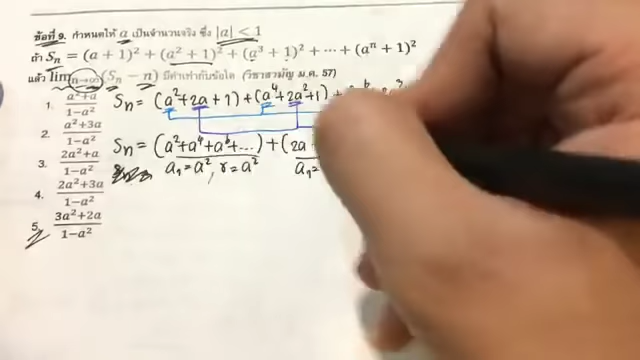 ข้อที่ 9. กำหนดให้ a เป็นจำนวนจริง ซึ่ง |a| < 1
ถ้า Sₙ = (a + 1)² + (a² + 1)² + (a³ + 1)² + ⋯ + (aⁿ + 1)²
แล้ว lim n→∞ (Sₙ − n) มีค่าเท่ากับข้อใด (วิชาสามัญ ม.ศ. 57)
1. a²+a / 1−a²
2. a²+3a / 1−a²
3. 2a²+a / 1−a²
4. 2a²+3a / 1−a²
5. 3a²+2a / 1−a²
Sₙ = (a²+2a+1) + (a⁴+2a²+1) +
Sₙ = (a²+a⁴+a⁶+...) + (2a
a₁ = a², r = a² a₁=